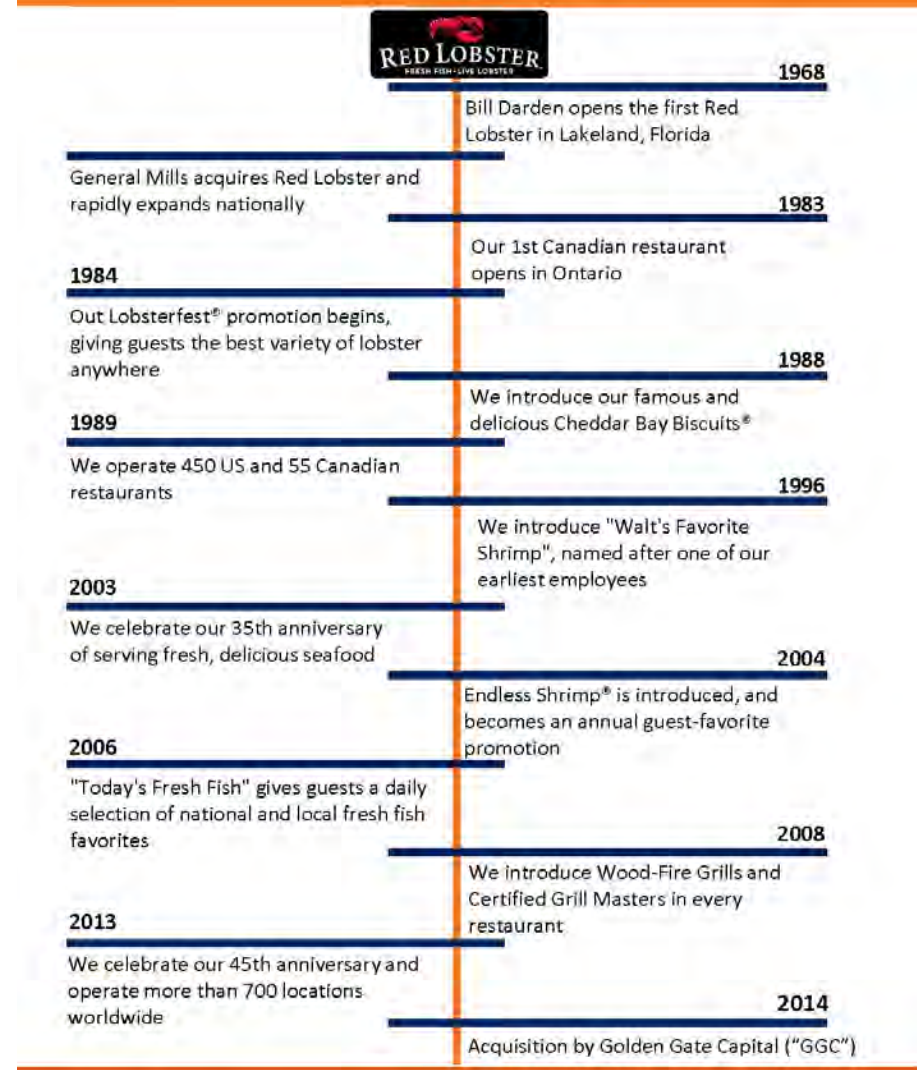 RED LOBSTER
FRESH FISH • LIVE LOBSTER
1968
Bill Darden opens the first Red
Lobster in Lakeland, Florida
General Mills acquires Red Lobster and
rapidly expands nationally
1983
Our 1st Canadian restaurant
opens in Ontario
1984
Out Lobsterfest® promotion begins,
giving guests the best variety of lobster
anywhere
1988
We introduce our famous and
delicious Cheddar Bay Biscuits®
1989
We operate 450 US and 55 Canadian
restaurants
1996
We introduce "Walt's Favorite
Shrimp", named after one of our
earliest employees
2003
We celebrate our 35th anniversary
of serving fresh, delicious seafood
2004
Endless Shrimp® is introduced, and
becomes an annual guest-favorite
promotion
2006
"Today's Fresh Fish" gives guests a daily
selection of national and local fresh fish
favorites
2008
We introduce Wood-Fire Grills and
Certified Grill Masters in every
restaurant
2013
We celebrate our 45th anniversary and
operate more than 700 locations
worldwide
2014
Acquisition by Golden Gate Capital (“GGC”)